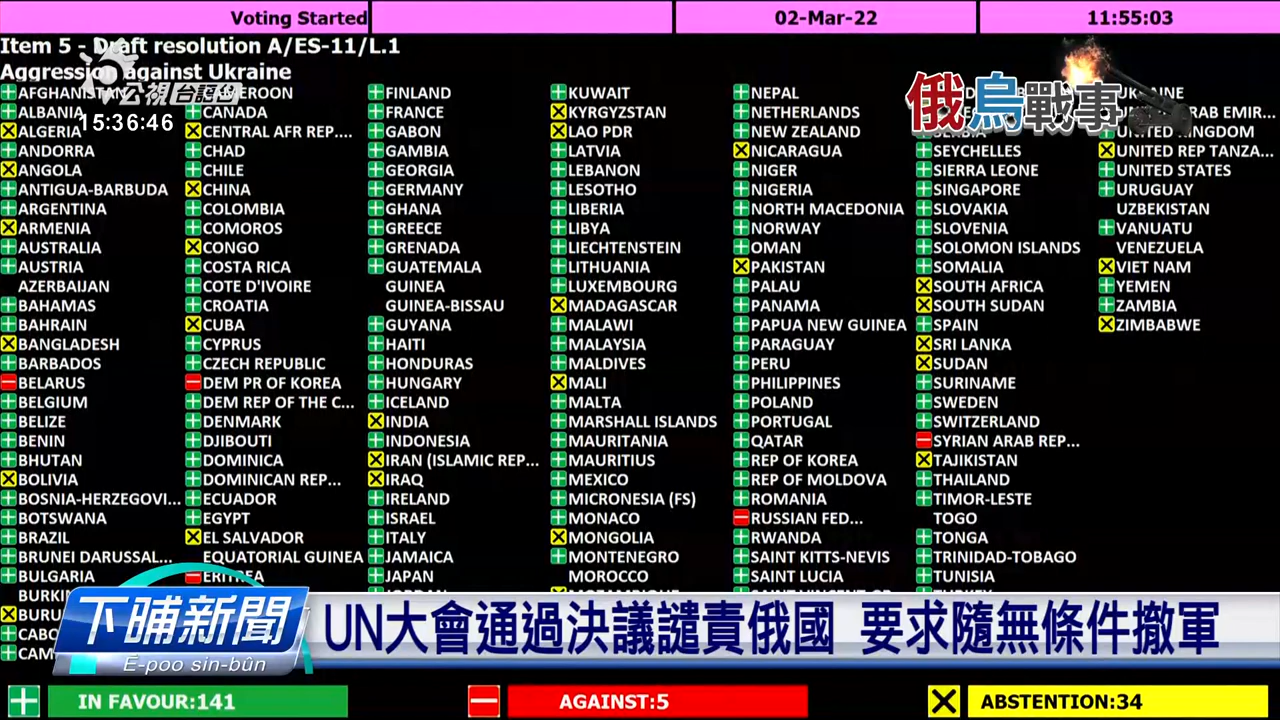 Voting Started 02-Mar-22 11:55:03
Item 5 - Draft resolution A/ES-11/L.1
Aggression against Ukraine
公視台語台
15:36:46
俄烏戰事
AFGHANISTAN
ALBANIA
ALGERIA
ANDORRA
ANGOLA
ANTIGUA-BARBUDA
ARGENTINA
ARMENIA
AUSTRALIA
AUSTRIA
AZERBAIJAN
BAHAMAS
BAHRAIN
BANGLADESH
BARBADOS
BELARUS
BELGIUM
BELIZE
BENIN
BHUTAN
BOLIVIA
BOSNIA-HERZEGOVI...
BOTSWANA
BRAZIL
BRUNEI DARUSSAL...
BULGARIA
CAMEROON
CANADA
CENTRAL AFR REP....
CHAD
CHILE
CHINA
COLOMBIA
COMOROS
CONGO
COSTA RICA
COTE D'IVOIRE
CROATIA
CUBA
CYPRUS
CZECH REPUBLIC
DEM PR OF KOREA
DEM REP OF THE C...
DENMARK
DJIBOUTI
DOMINICA
DOMINICAN REP...
ECUADOR
EGYPT
EL SALVADOR
EQUATORIAL GUINEA
ERITREA
FINLAND
FRANCE
GABON
GAMBIA
GEORGIA
GERMANY
GHANA
GREECE
GRENADA
GUATEMALA
GUINEA
GUINEA-BISSAU
GUYANA
HAITI
HONDURAS
HUNGARY
ICELAND
INDIA
INDONESIA
IRAN (ISLAMIC REP...
IRAQ
IRELAND
ISRAEL
ITALY
JAMAICA
JAPAN
KUWAIT
KYRGYZSTAN
LAO PDR
LATVIA
LEBANON
LESOTHO
LIBERIA
LIBYA
LIECHTENSTEIN
LITHUANIA
LUXEMBOURG
MADAGASCAR
MALAWI
MALAYSIA
MALDIVES
MALI
MALTA
MARSHALL ISLANDS
MAURITANIA
MAURITIUS
MEXICO
MICRONESIA (FS)
MONACO
MONGOLIA
MONTENEGRO
MOROCCO
NEPAL
NETHERLANDS
NEW ZEALAND
NICARAGUA
NIGER
NIGERIA
NORTH MACEDONIA
NORWAY
OMAN
PAKISTAN
PALAU
PANAMA
PAPUA NEW GUINEA
PARAGUAY
PERU
PHILIPPINES
POLAND
PORTUGAL
QATAR
REP OF KOREA
REP OF MOLDOVA
ROMANIA
RUSSIAN FED...
RWANDA
SAINT KITTS-NEVIS
SAINT LUCIA
SERBIA
SEYCHELLES
SIERRA LEONE
SINGAPORE
SLOVAKIA
SLOVENIA
SOLOMON ISLANDS
SOMALIA
SOUTH AFRICA
SOUTH SUDAN
SPAIN
SRI LANKA
SUDAN
SURINAME
SWEDEN
SWITZERLAND
SYRIAN ARAB REP...
TAJIKISTAN
THAILAND
TIMOR-LESTE
TOGO
TONGA
TRINIDAD-TOBAGO
TUNISIA
UKRAINE
UNITED ARAB EMIR...
UNITED KINGDOM
UNITED REP TANZA...
UNITED STATES
URUGUAY
UZBEKISTAN
VANUATU
VENEZUELA
VIET NAM
YEMEN
ZAMBIA
ZIMBABWE
下晡新聞
Ē-poo sin-bûn
UN大會通過決議譴責俄國 要求隨無條件撤軍
IN FAVOUR:141
AGAINST:5
ABSTENTION:34